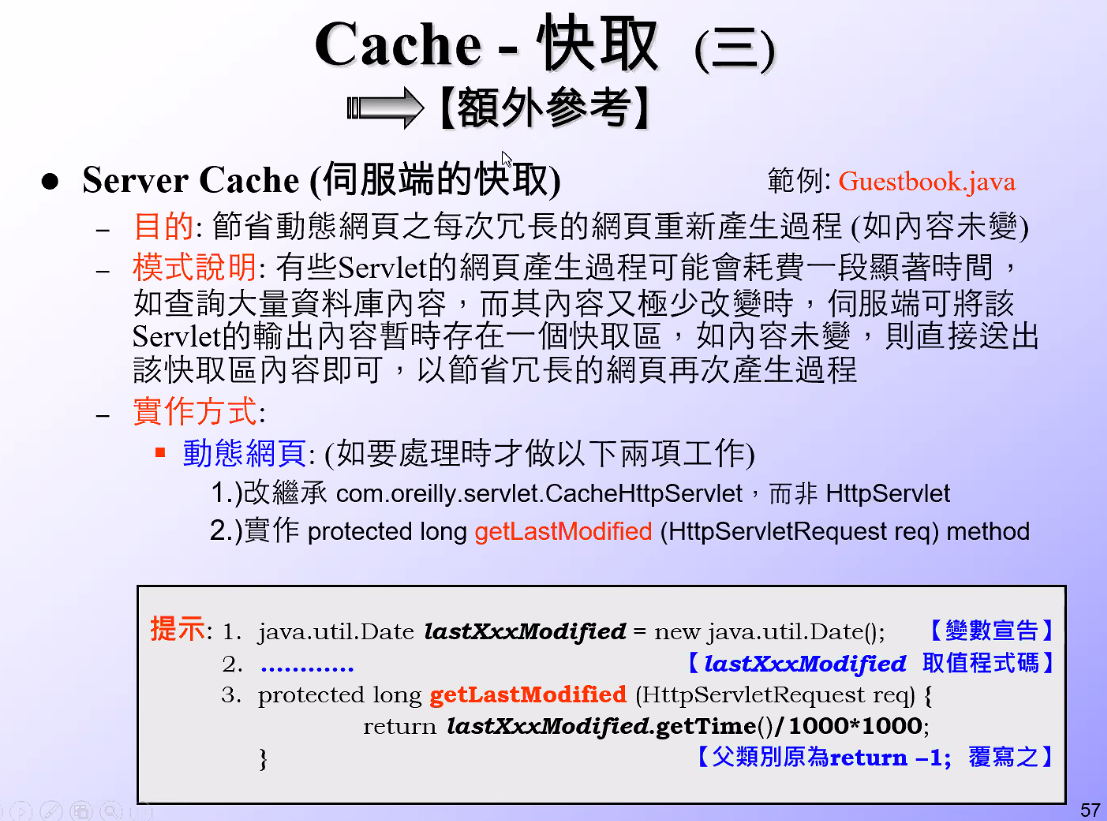 Cache - 快取 (三)
【額外參考】
● Server Cache (伺服端的快取) 範例: Guestbook.java
– 目的: 節省動態網頁之每次冗長的網頁重新產生過程 (如內容未變)
– 模式說明: 有些Servlet的網頁產生過程可能會耗費一段顯著時間，
如查詢大量資料庫內容，而其內容又極少改變時，伺服端可將該
Servlet的輸出內容暫時存在一個快取區，如內容未變，則直接送出
該快取區內容即可，以節省冗長的網頁再次產生過程
– 實作方式:
▪ 動態網頁: (如要處理時才做以下兩項工作)
1.)改繼承 com.oreilly.servlet.CacheHttpServlet，而非 HttpServlet
2.)實作 protected long getLastModified (HttpServletRequest req) method
提示: 1. java.util.Date lastXxxModified = new java.util.Date(); 【變數宣告】
2. ............ 【lastXxxModified 取值程式碼】
3. protected long getLastModified (HttpServletRequest req) {
return lastXxxModified.getTime()/1000*1000;
} 【父類別原為return –1; 覆寫之】
57